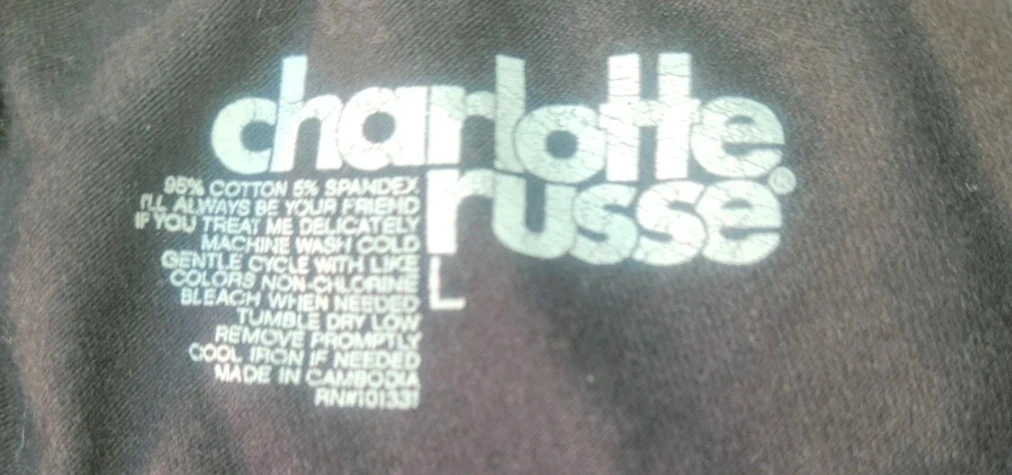 charlotte
russe®
95% COTTON 5% SPANDEX
I'LL ALWAYS BE YOUR FRIEND
IF YOU TREAT ME DELICATELY
MACHINE WASH COLD
GENTLE CYCLE WITH LIKE
COLORS NON-CHLORINE
BLEACH WHEN NEEDED
TUMBLE DRY LOW
REMOVE PROMPTLY
COOL IRON IF NEEDED
MADE IN CAMBODIA
RN#101331
L